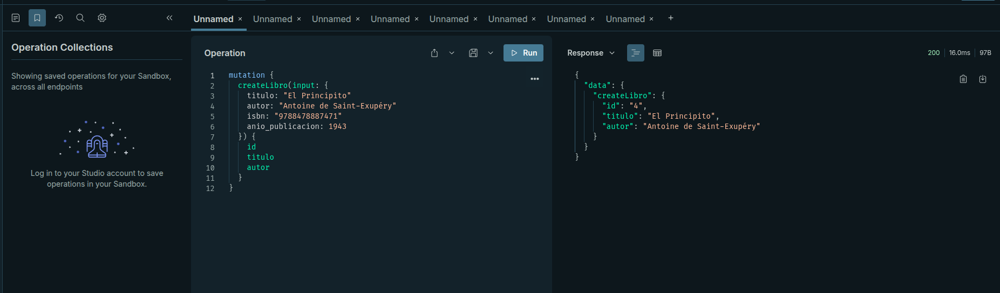 Unnamed × Unnamed × Unnamed × Unnamed × Unnamed × Unnamed × Unnamed × Unnamed × +
Operation Collections
Showing saved operations for your Sandbox,
across all endpoints
Log in to your Studio account to save
operations in your Sandbox.
Operation
Run
1 mutation {
2   createLibro(input: {
3     titulo: "El Principito"
4     autor: "Antoine de Saint-Exupéry"
5     isbn: "9788478887471"
6     anio_publicacion: 1943
7   }) {
8     id
9     titulo
10     autor
11   }
12 }
Response
200 16.0ms 97B
{
  "data": {
    "createLibro": {
      "id": "4",
      "titulo": "El Principito",
      "autor": "Antoine de Saint-Exupéry"
    }
  }
}